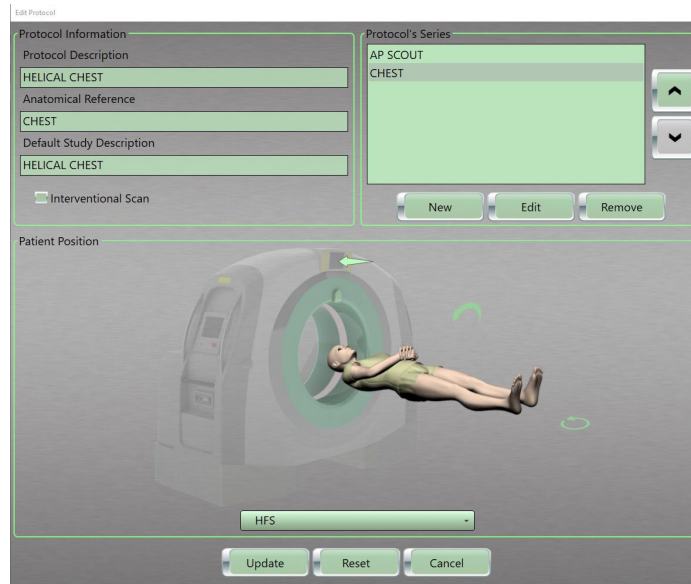 Edit Protocol
Protocol Information
Protocol Description
HELICAL CHEST
Anatomical Reference
CHEST
Default Study Description
HELICAL CHEST
Interventional Scan
Protocol's Series
AP SCOUT
CHEST
New Edit Remove
Patient Position
HFS
Update Reset Cancel